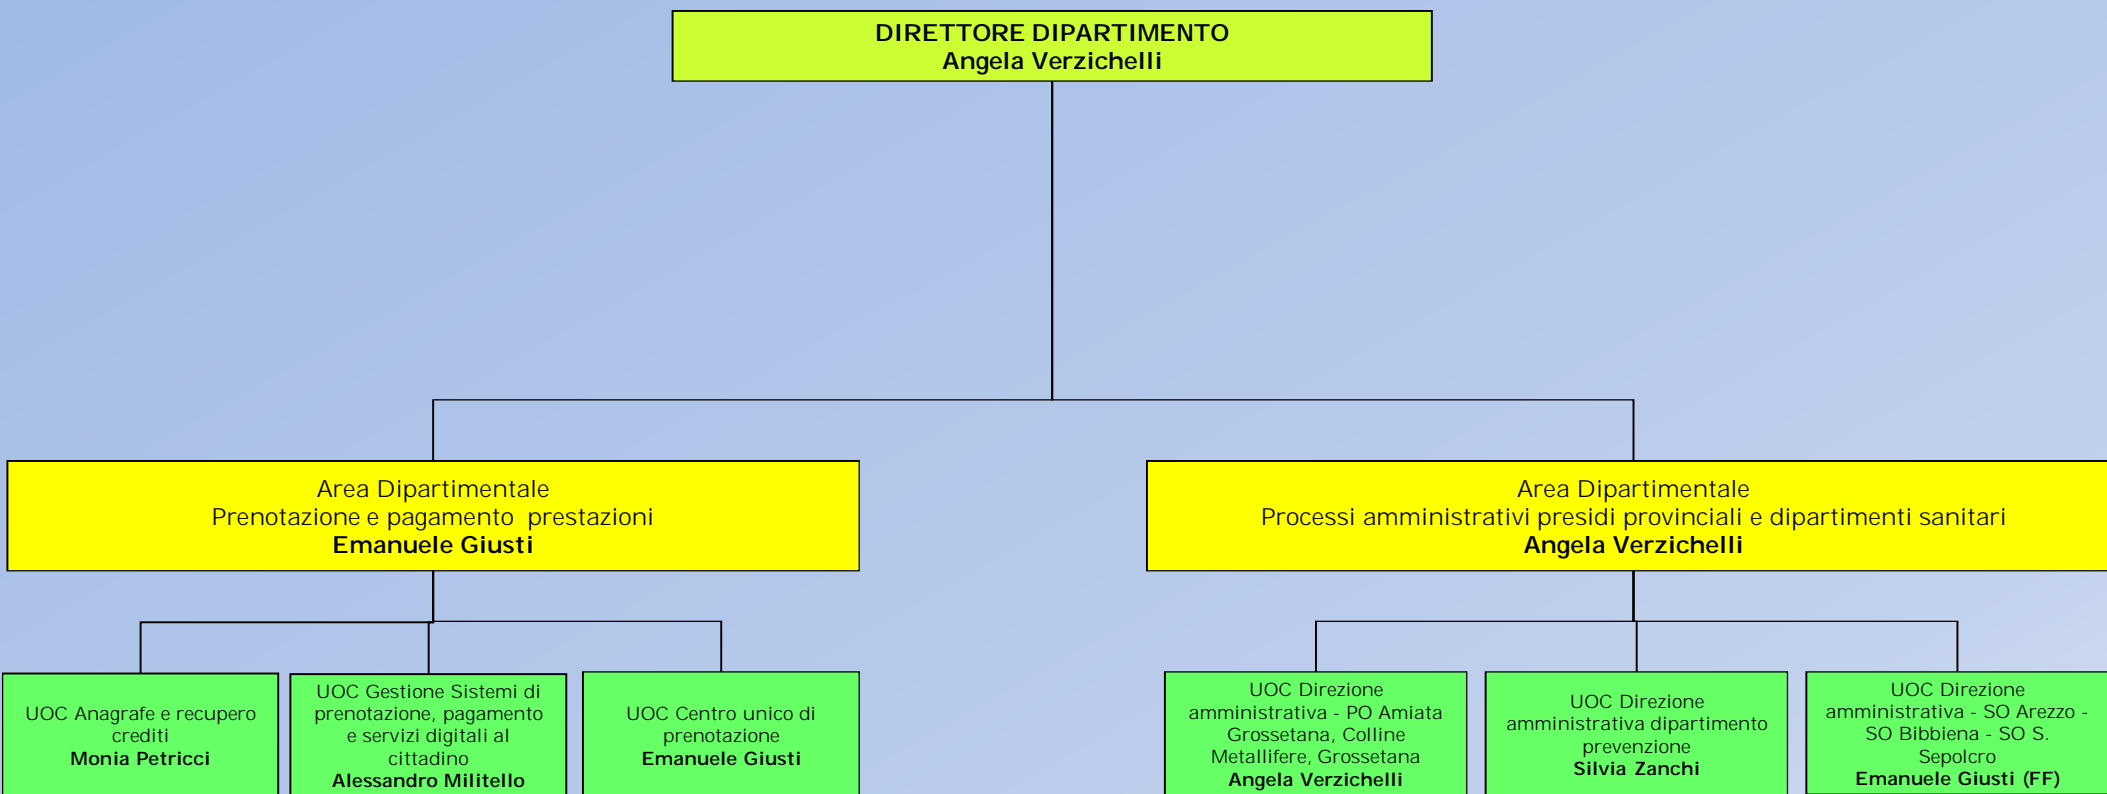 DIRETTORE DIPARTIMENTO
Angela Verzichelli
Area Dipartimentale
Prenotazione e pagamento  prestazioni
Emanuele Giusti
Area Dipartimentale
Processi amministrativi presidi provinciali e dipartimenti sanitari
Angela Verzichelli
UOC Anagrafe e recupero
crediti
Monia Petricci
UOC Gestione Sistemi di
prenotazione, pagamento
e servizi digitali al
cittadino
Alessandro Militello
UOC Centro unico di
prenotazione
Emanuele Giusti
UOC Direzione
amministrativa - PO Amiata
Grossetana, Colline
Metallifere, Grossetana
Angela Verzichelli
UOC Direzione
amministrativa dipartimento
prevenzione
Silvia Zanchi
UOC Direzione
amministrativa - SO Arezzo -
SO Bibbiena - SO S.
Sepolcro
Emanuele Giusti (FF)